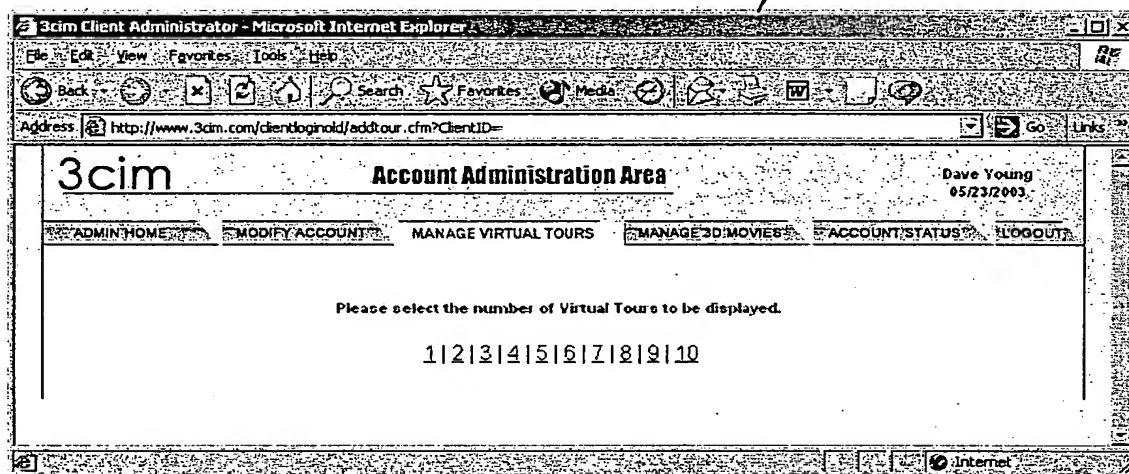 3cim Client Administrator - Microsoft Internet Explorer
File Edit View Favorites Tools Help
Back Search Favorites Media
Address http://www.3cim.com/clientloginold/addtour.cfm?ClientID= Go Links »
3cim Account Administration Area Dave Young
05/23/2003
ADMIN HOME MODIFY ACCOUNT MANAGE VIRTUAL TOURS MANAGE 3D MOVIES ACCOUNT STATUS LOGOUT
Please select the number of Virtual Tours to be displayed.
1 | 2 | 3 | 4 | 5 | 6 | 7 | 8 | 9 | 10
Internet